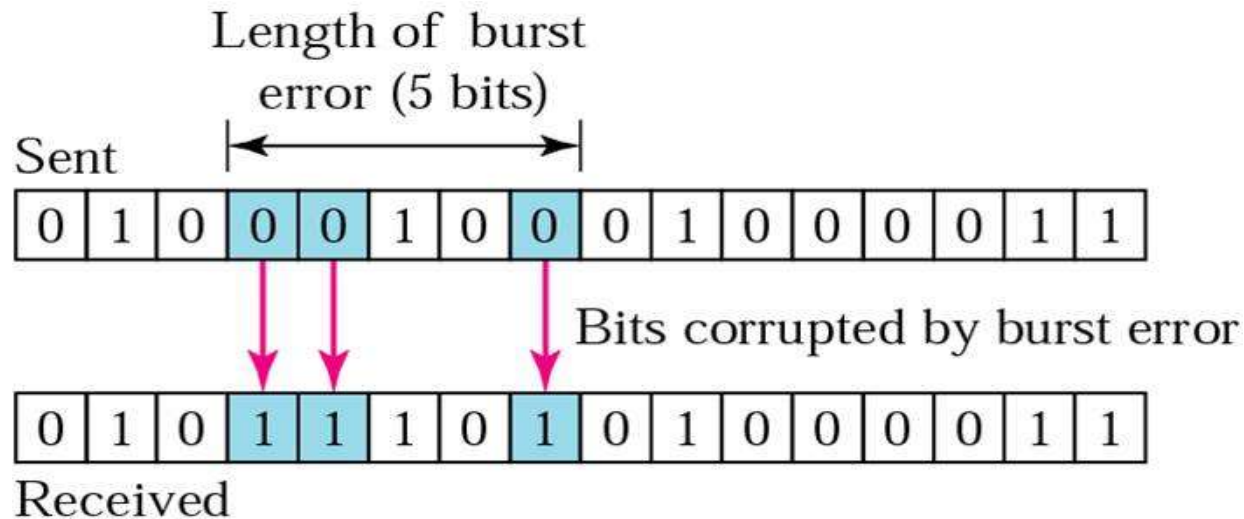 Length of burst
error (5 bits)
Sent
0 1 0 0 0 1 0 0 0 1 0 0 0 0 1 1
Bits corrupted by burst error
0 1 0 1 1 1 0 1 0 1 0 0 0 0 1 1
Received